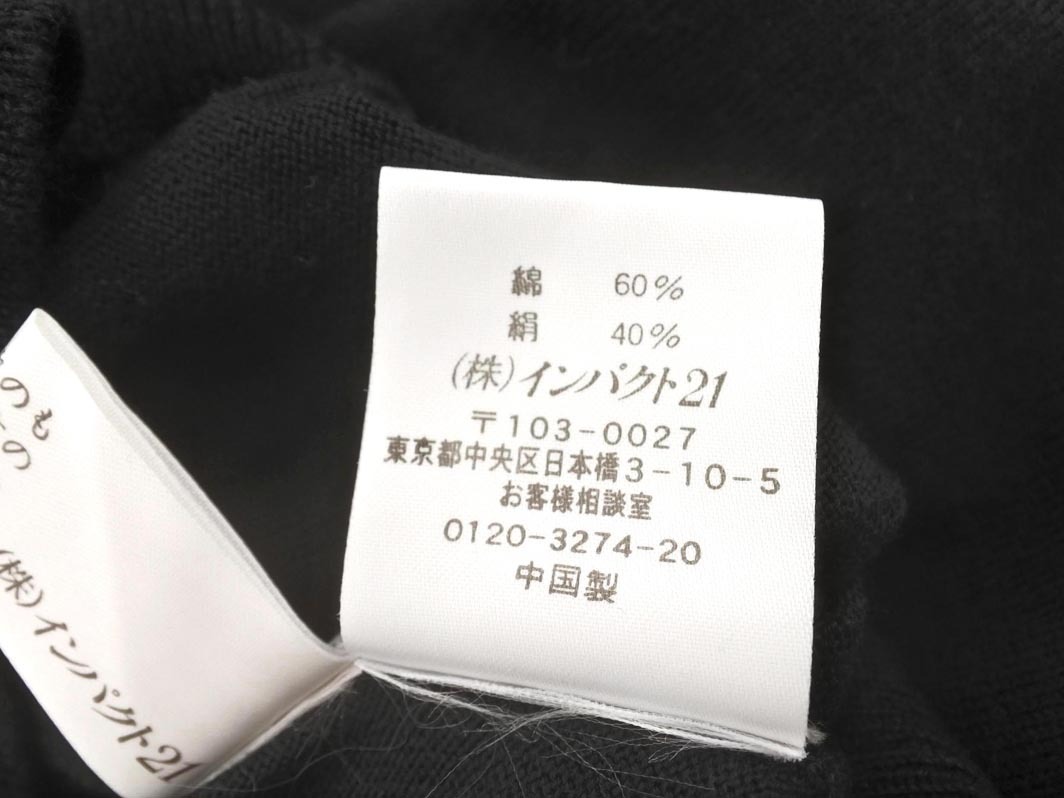 綿 60%
絹 40%
(株)インパクト21
〒103-0027
東京都中央区日本橋3-10-5
お客様相談室
0120-3274-20
中国製
のも
の
(株)インパクト21